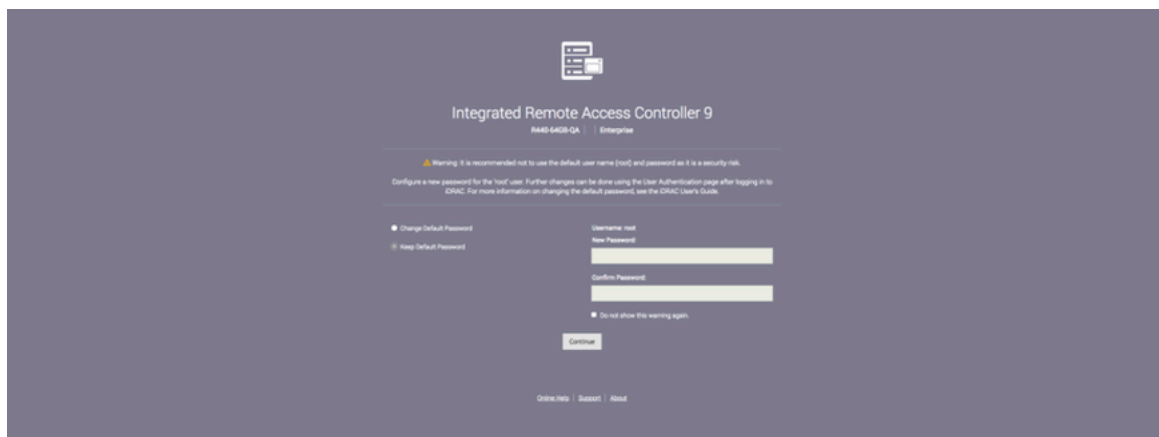 Integrated Remote Access Controller 9
R440-64GB-QA | | Enterprise
Warning: It is recommended not to use the default user name (root) and password as it is a security-risk.
Configure a new password for the 'root' user. Further changes can be done using the User Authentication page after logging in to
iDRAC. For more information on changing the default password, see the iDRAC User's Guide.
Change Default Password
Keep Default Password
Username: root
New Password:
Confirm Password:
Do not show this warning again.
Continue
Online Help | Support | About